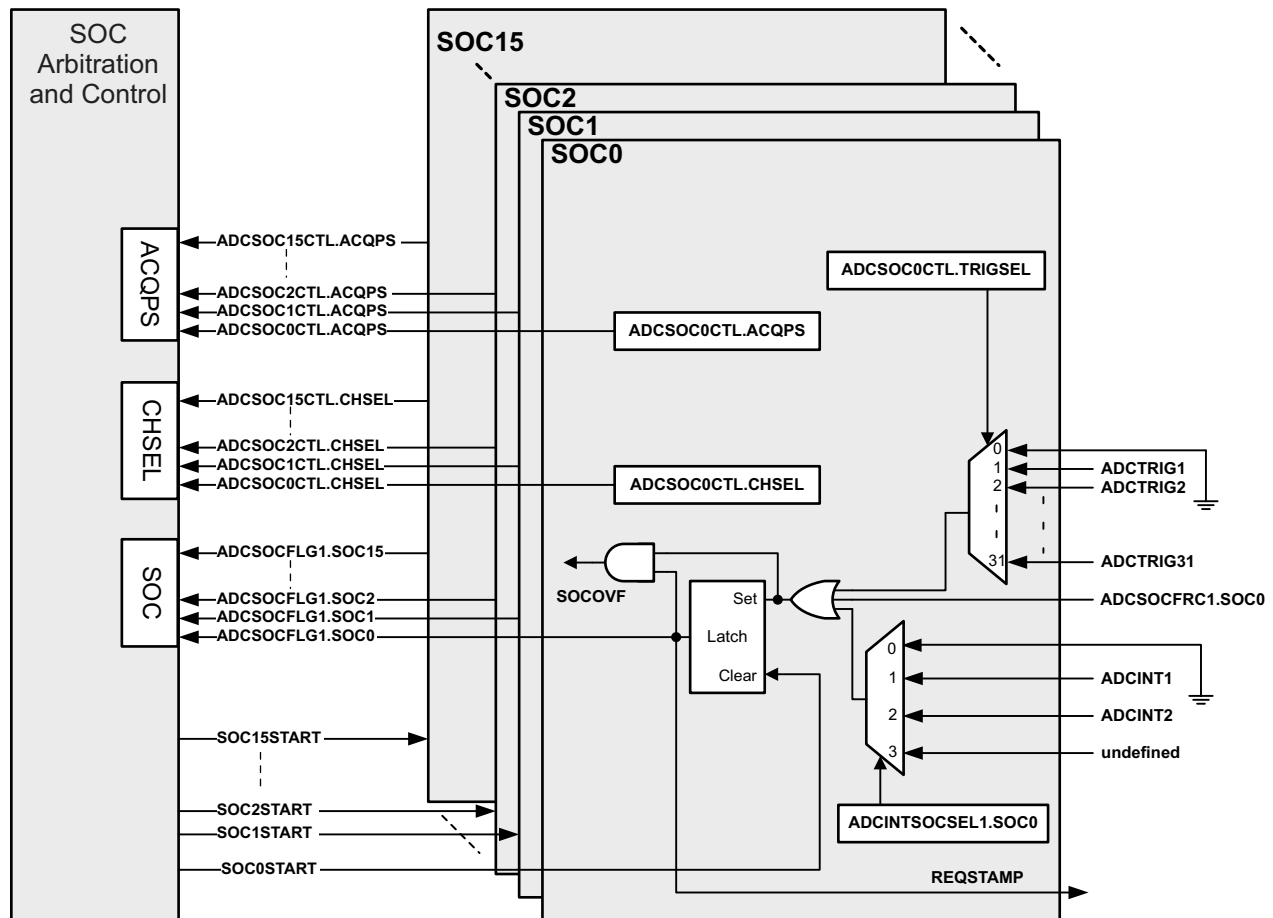 SOC
Arbitration
and Control
SOC15
SOC2
SOC1
SOC0
ACQPS
ADCSOC15CTL.ACQPS
ADCSOC2CTL.ACQPS
ADCSOC1CTL.ACQPS
ADCSOC0CTL.ACQPS
ADCSOC0CTL.ACQPS
ADCSOC0CTL.TRIGSEL
CHSEL
ADCSOC15CTL.CHSEL
ADCSOC2CTL.CHSEL
ADCSOC1CTL.CHSEL
ADCSOC0CTL.CHSEL
ADCSOC0CTL.CHSEL
0
1
2
31
ADCTRIG1
ADCTRIG2
ADCTRIG31
SOC
ADCSOCFLG1.SOC15
ADCSOCFLG1.SOC2
ADCSOCFLG1.SOC1
ADCSOCFLG1.SOC0
SOCOVF
Set
Latch
Clear
ADCSOCFRC1.SOC0
0
1
2
3
ADCINT1
ADCINT2
undefined
ADCINTSOCSEL1.SOC0
SOC15START
SOC2START
SOC1START
SOC0START
REQSTAMP